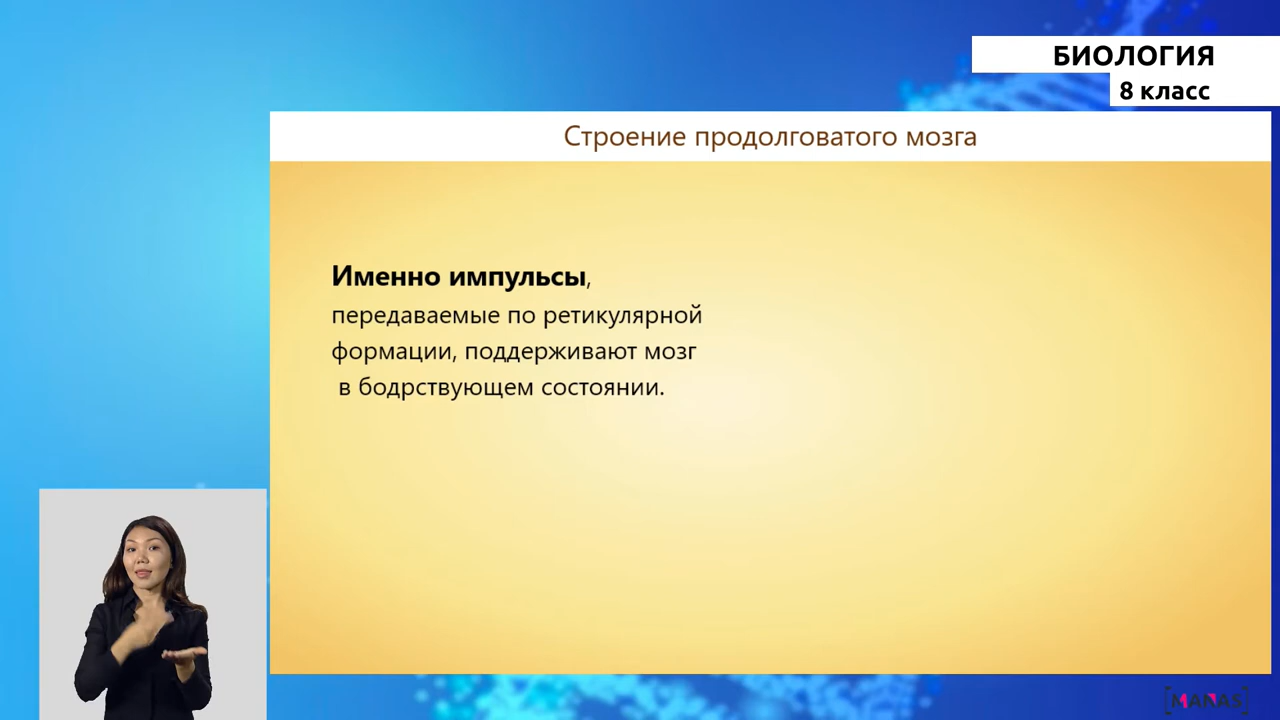 БИОЛОГИЯ
8 класс
Строение продолговатого мозга
Именно импульсы,
передаваемые по ретикулярной
формации, поддерживают мозг
в бодрствующем состоянии.
MANAS